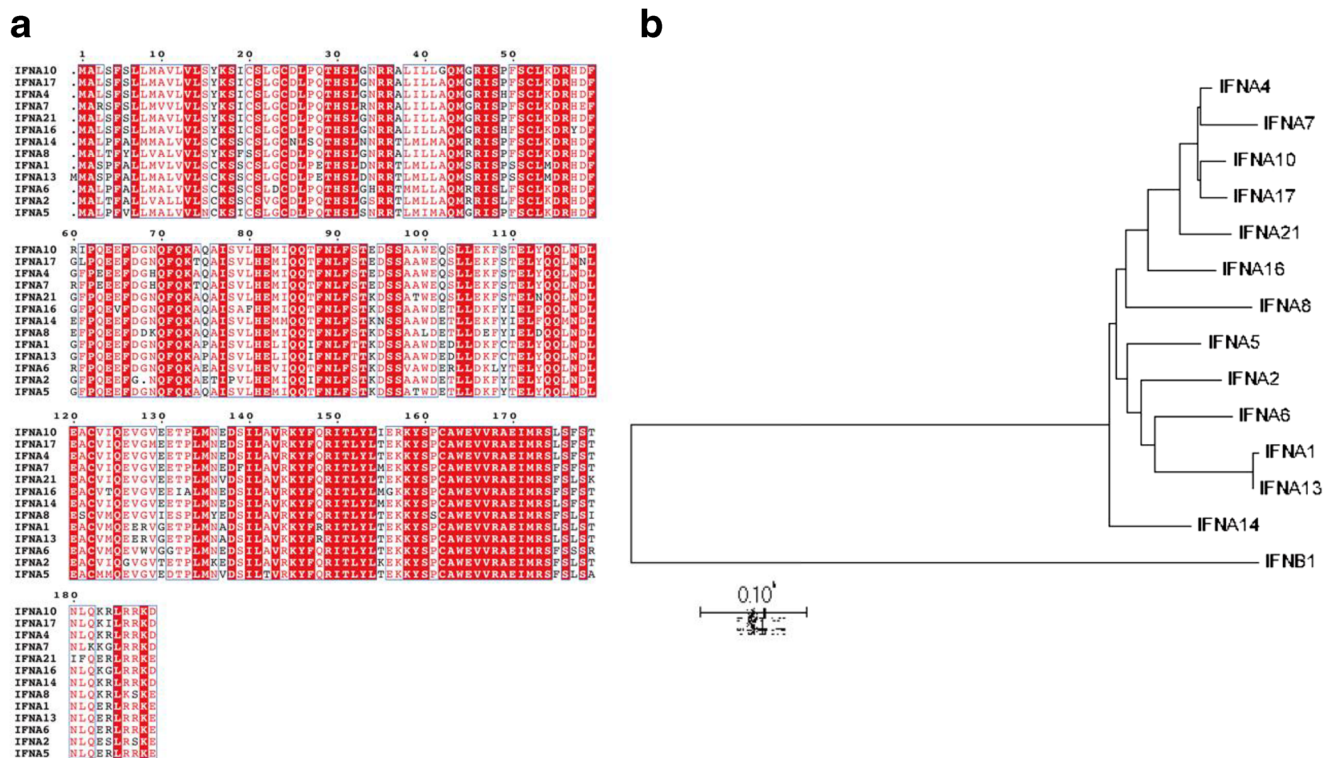 a
b
1 10 20 30 40 50
IFNA10 .MALSFSLLMAVLVLSYKSICSLGCDLPQTHSLGNRRALILLGQMGRISPFSCLKDRHDF
IFNA17 .MALSFSLLMAVLVLSYKSICSLGCDLPQTHSLGNRRALILLAQMGRISPFSCLKDRHDF
IFNA4 .MALSFSLLMAVLVLSYKSICSLGCDLPQTHSLGNRRALILLAQMGRISHFSCLKDRHDF
IFNA7 .MARSFSLLMVVLVLSYKSICSLGCDLPQTHSLRNRRALILLAQMGRISPFSCLKDRHEF
IFNA21 .MALSFSLLMAVLVLSYKSICSLGCDLPQTHSLGNRRALILLAQMGRISPFSCLKDRHDF
IFNA16 .MALSFSLLMAVLVLSYKSICSLGCDLPQTHSLGNRRALILLAQMGRISHFSCLKDRYDF
IFNA14 .MALPFALMMALVVLSCKSSCSLGCNLSQTHSLNNRRTLMLMAQMRRISPFSCLKDRHDF
IFNA8 .MALTFYLLVALVVLSYKSFSSLGCDLPQTHSLGNRRALILLAQMRRISPFSCLKDRHDF
IFNA1 .MASPFALLMVLVVLSCKSSCSLGCDLPETHSLDNRRTLMLLAQMSRISPSSCLMDRHDF
IFNA13 MMASPFALLMVLVVLSCKSSCSLGCDLPETHSLDNRRTLMLLAQMSRISPSSCLMDRHDF
IFNA6 .MALPFALLMALVVLSCKSSCSLDCDLPQTHSLGHRRTMMLLAQMRRISLFSCLKDRHDF
IFNA2 .MALTFALLVALLVLSCKSSCSVGCDLPQTHSLGSRRTLMLLAQMRRISLFSCLKDRHDF
IFNA5 .MALPFVLLMALVVLNCKSICSLGCDLPQTHSLSNRRTLMIMAQMGRISPFSCLKDRHDF
60 70 80 90 100 110
IFNA10 RIPQEEFDGNQFQKAQAISVLHEMIQQTFNLFSTEDSSAAWEQSLLEKFSTELYQQLNDL
IFNA17 GLPQEEFDGNQFQKTQAISVLHEMIQQTFNLFSTEDSSAAWEQSLLEKFSTELYQQLNNL
IFNA4 GFPEEEFDGHQFQKAQAISVLHEMIQQTFNLFSTEDSSAAWEQSLLEKFSTELYQQLNDL
IFNA7 RFPEEEFDGHQFQKTQAISVLHEMIQQTFNLFSTEDSSAAWEQSLLEKFSTELYQQLNDL
IFNA21 GFPQEEFDGNQFQKAQAISVLHEMIQQTFNLFSTKDSSATWEQSLLEKFSTELNQQLNDL
IFNA16 GFPQEVFDGNQFQKAQAISAFHEMIQQTFNLFSTKDSSAAWDETLLDKFYIELFQQLNDL
IFNA14 EFPQEEFDGNQFQKAQAISVLHEMMQQTFNLFSTKNSSAAWDETLLEKFYIELFQQMNDL
IFNA8 EFPQEEFDDKQFQKAQAISVLHEMIQQTFNLFSTKDSSAALDETLLDEFYIELDQQLNDL
IFNA1 GFPQEEFDGNQFQKAPAISVLHELIQQIFNLFTTKDSSAAWDEDLLDKFCTELYQQLNDL
IFNA13 GFPQEEFDGNQFQKAPAISVLHELIQQIFNLFTTKDSSAAWDEDLLDKFCTELYQQLNDL
IFNA6 RFPQEEFDGNQFQKAEAISVLHEVIQQTFNLFSTKDSSVAWDERLLDKLYTELYQQLNDL
IFNA2 GFPQEEFG.NQFQKAETIPVLHEMIQQIFNLFSTKDSSAAWDETLLDKFYTELYQQLNDL
IFNA5 GFPQEEFDGNQFQKAQAISVLHEMIQQTFNLFSTKDSSATWDETLLDKFYTELYQQLNDL
120 130 140 150 160 170
IFNA10 EACVIQEVGVEETPLMNEDSILAVRKYFQRITLYLIERKYSPCAWEVVRAEIMRSLSFST
IFNA17 EACVIQEVGMEETPLMNEDSILAVRKYFQRITLYLTEKKYSPCAWEVVRAEIMRSLSFST
IFNA4 EACVIQEVGVEETPLMNEDSILAVRKYFQRITLYLTEKKYSPCAWEVVRAEIMRSLSFST
IFNA7 EACVIQEVGVEETPLMNEDFILAVRKYFQRITLYLMEKKYSPCAWEVVRAEIMRSFSFST
IFNA21 EACVIQEVGVEETPLMNVDSILAVKKYFQRITLYLTEKKYSPCAWEVVRAEIMRSFSLSK
IFNA16 EACVTQEVGVEEIALMNEDSILAVRKYFQRITLYLMGKKYSPCAWEVVRAEIMRSFSFST
IFNA14 EACVIQEVGVEETPLMNEDSILAVKKYFQRITLYLMEKKYSPCAWEVVRAEIMRSLSFST
IFNA8 ESCVMQEVGVIESPLMYEDSILAVRKYFQRITLYLTEKKYSSCAWEVVRAEIMRSFSLSI
IFNA1 EACVMQEERVGETPLMNADSILAVKKYFRRITLYLTEKKYSPCAWEVVRAEIMRSLSLST
IFNA13 EACVMQEERVGETPLMNADSILAVKKYFRRITLYLTEKKYSPCAWEVVRAEIMRSLSLST
IFNA6 EACVMQEVWVGGTPLMNEDSILAVRKYFQRITLYLTEKKYSPCAWEVVRAEIMRSFSSSR
IFNA2 EACVIQGVGVTETPLMKEDSILAVRKYFQRITLYLKEKKYSPCAWEVVRAEIMRSFSLST
IFNA5 EACMMQEVGVEDTPLMNVDSILTVRKYFQRITLYLTEKKYSPCAWEVVRAEIMRSFSLSA
180
IFNA10 NLQKRLRRKD
IFNA17 NLQKILRRKD
IFNA4 NLQKRLRRKD
IFNA7 NLKKGLRRKD
IFNA21 IFQERLRRKE
IFNA16 NLQKGLRRKD
IFNA14 NLQKRLRRKD
IFNA8 NLQKRLKSKE
IFNA1 NLQERLRRKE
IFNA13 NLQERLRRKE
IFNA6 NLQERLRRKE
IFNA2 NLQESLRSKE
IFNA5 NLQERLRRKE
IFNA4
IFNA7
IFNA10
IFNA17
IFNA21
IFNA16
IFNA8
IFNA5
IFNA2
IFNA6
IFNA1
IFNA13
IFNA14
IFNB1
0.10